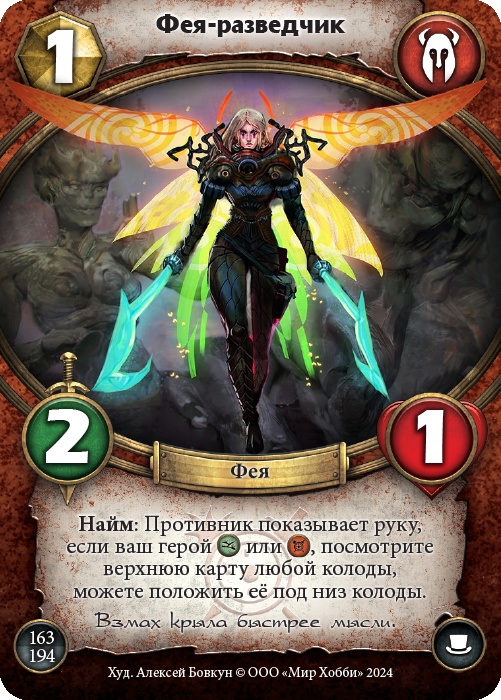 1
Фея-разведчик
2
1
Фея
Найм: Противник показывает руку,
если ваш герой или , посмотрите
верхнюю карту любой колоды,
можете положить её под низ колоды.
Взмах крыла быстрее мысли.
163
194
Худ. Алексей Бовкун © ООО «Мир Хобби» 2024